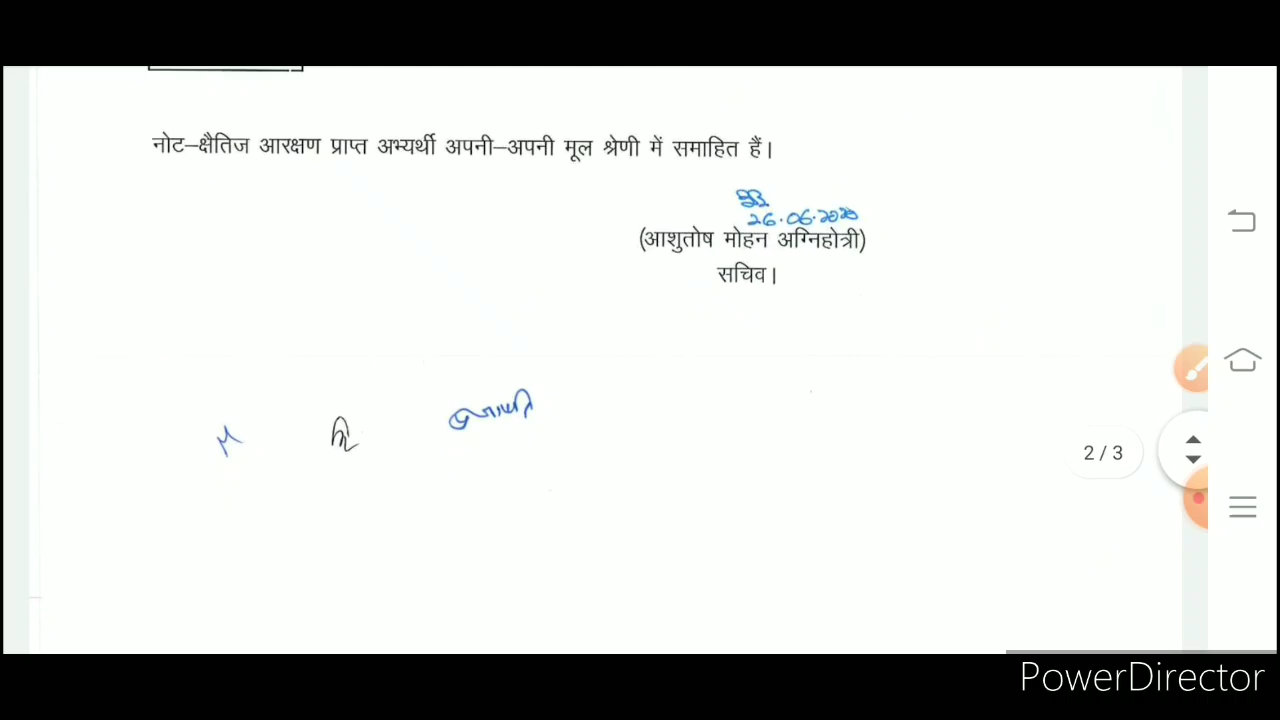 नोट–क्षैतिज आरक्षण प्राप्त अभ्यर्थी अपनी–अपनी मूल श्रेणी में समाहित हैं।
26.06.2020
(आशुतोष मोहन अग्निहोत्री)
सचिव।
2 / 3
PowerDirector